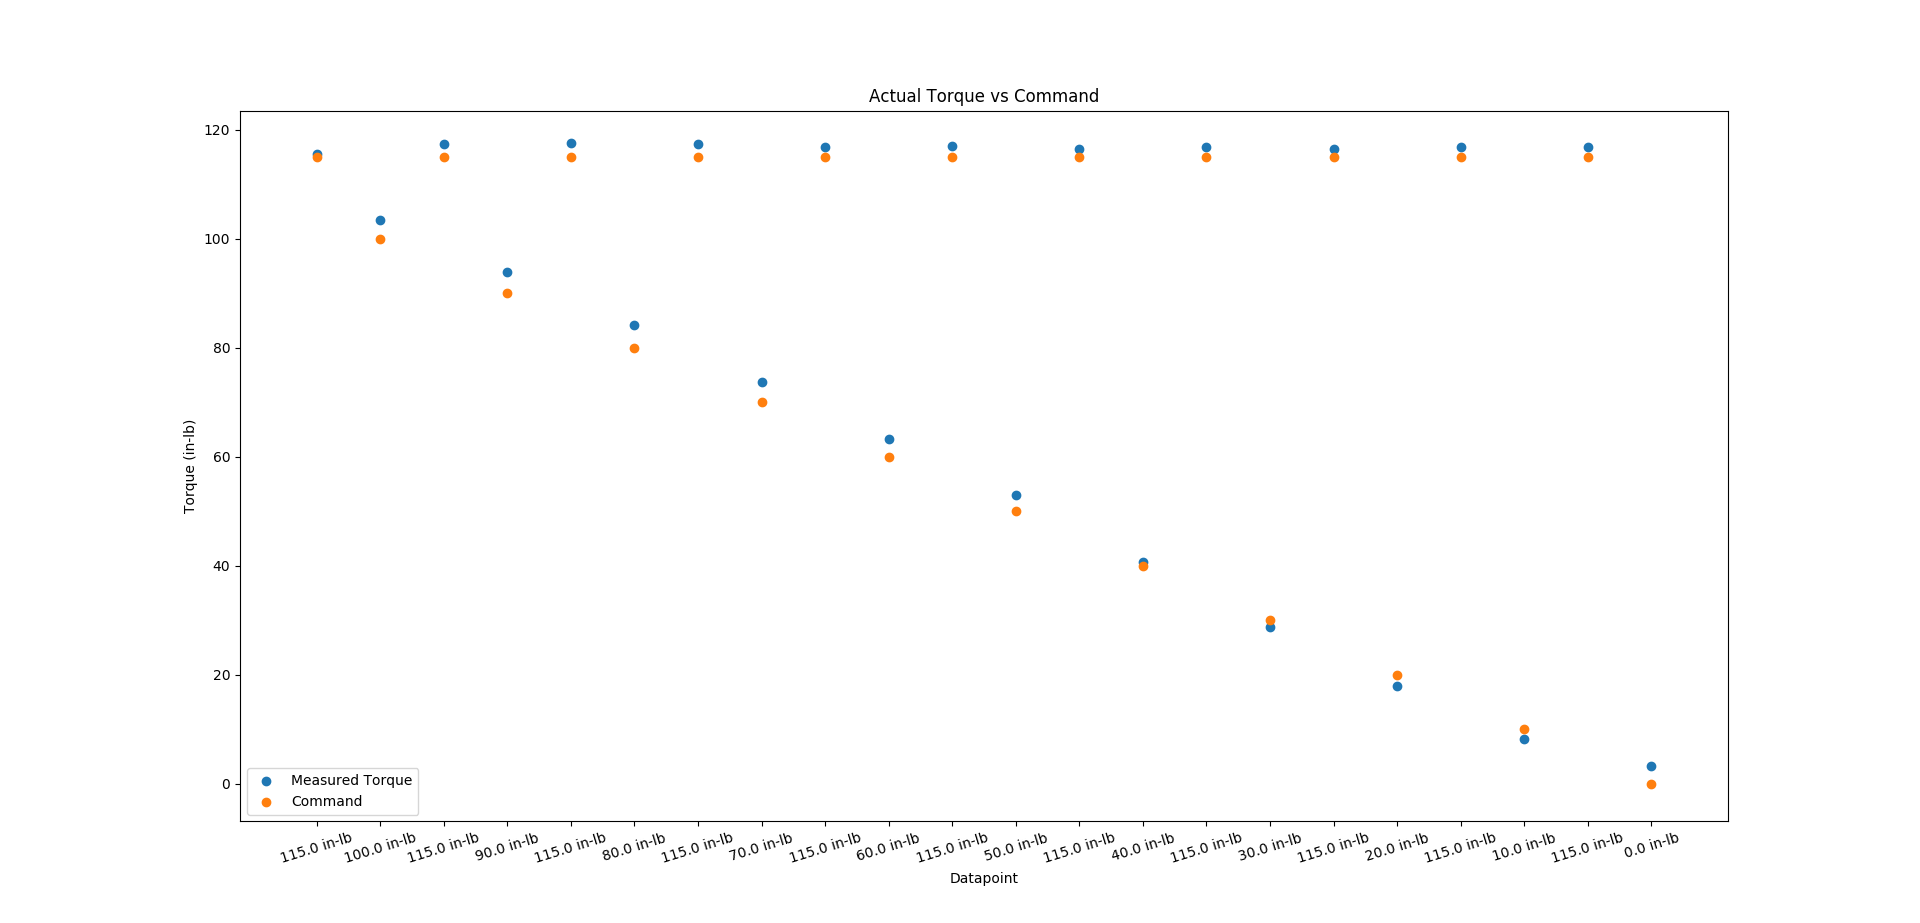 Actual Torque vs Command
120
100
80
60
40
20
0
Torque (in-lb)
Measured Torque
Command
115.0 in-lb
100.0 in-lb
115.0 in-lb
90.0 in-lb
115.0 in-lb
80.0 in-lb
115.0 in-lb
70.0 in-lb
115.0 in-lb
60.0 in-lb
115.0 in-lb
50.0 in-lb
115.0 in-lb
40.0 in-lb
115.0 in-lb
30.0 in-lb
115.0 in-lb
20.0 in-lb
115.0 in-lb
10.0 in-lb
115.0 in-lb
0.0 in-lb
Datapoint